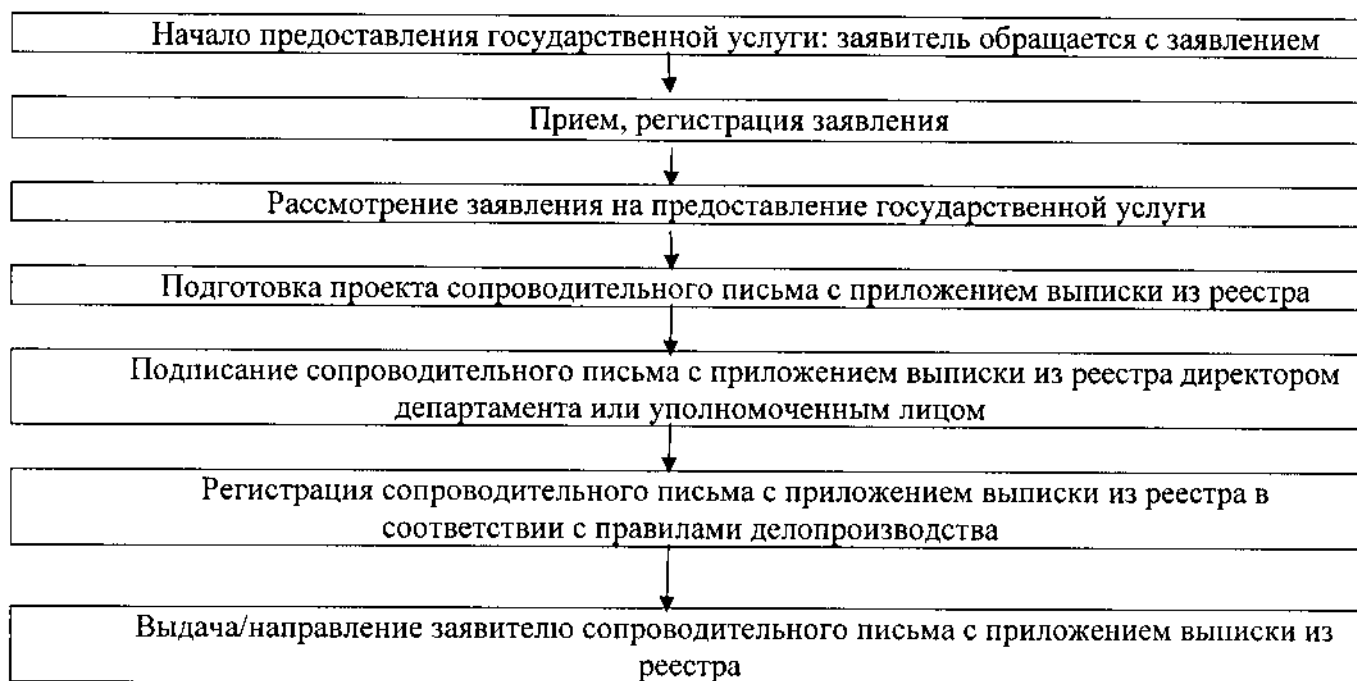 Начало предоставления государственной услуги: заявитель обращается с заявлением
Прием, регистрация заявления
Рассмотрение заявления на предоставление государственной услуги
Подготовка проекта сопроводительного письма с приложением выписки из реестра
Подписание сопроводительного письма с приложением выписки из реестра директором
департамента или уполномоченным лицом
Регистрация сопроводительного письма с приложением выписки из реестра в
соответствии с правилами делопроизводства
Выдача/направление заявителю сопроводительного письма с приложением выписки из
реестра